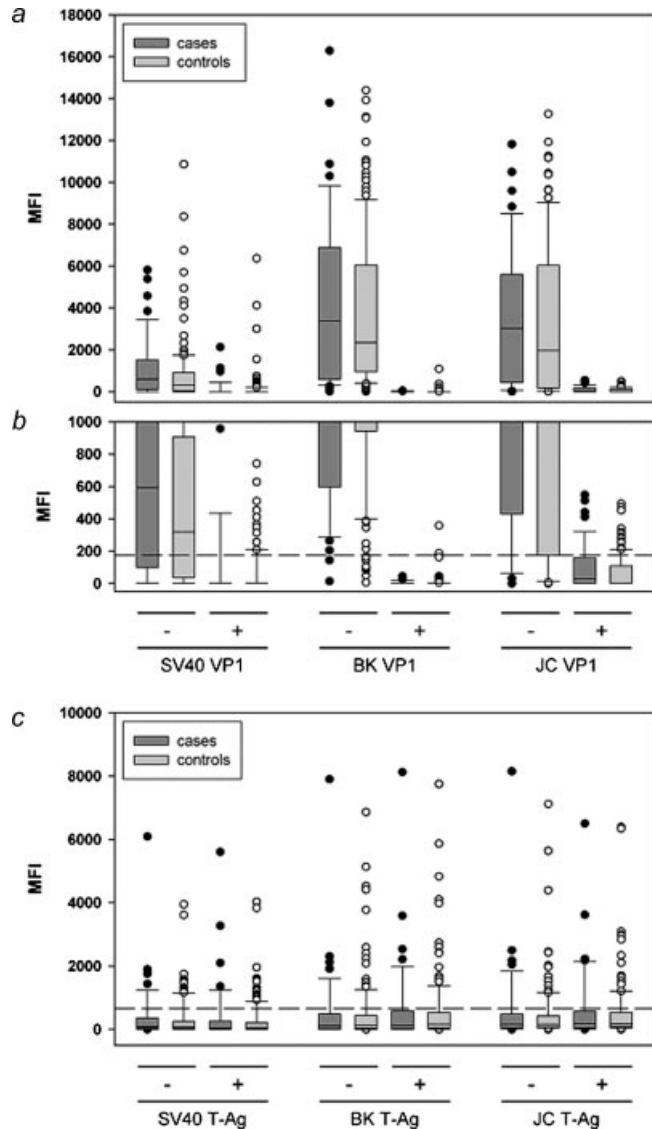 a
18000
16000
14000
12000
10000
8000
6000
4000
2000
0
MFI
cases
controls
b
1000
800
600
400
200
0
MFI
- + - + - +
SV40 VP1 BK VP1 JC VP1
c
10000
8000
6000
4000
2000
0
MFI
cases
controls
- + - + - +
SV40 T-Ag BK T-Ag JC T-Ag